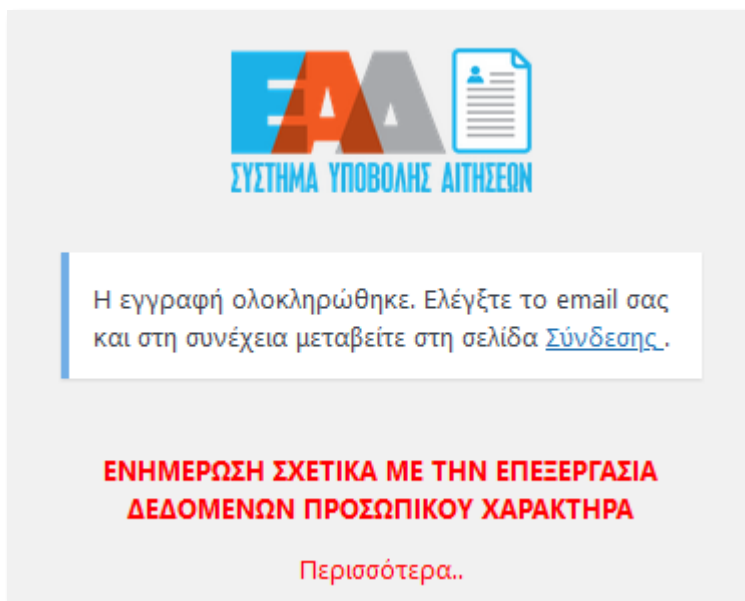 ΕΑΔ
ΣΥΣΤΗΜΑ ΥΠΟΒΟΛΗΣ ΑΙΤΗΣΕΩΝ
Η εγγραφή ολοκληρώθηκε. Ελέγξτε το email σας
και στη συνέχεια μεταβείτε στη σελίδα Σύνδεσης .
ΕΝΗΜΕΡΩΣΗ ΣΧΕΤΙΚΑ ΜΕ ΤΗΝ ΕΠΕΞΕΡΓΑΣΙΑ
ΔΕΔΟΜΕΝΩΝ ΠΡΟΣΩΠΙΚΟΥ ΧΑΡΑΚΤΗΡΑ
Περισσότερα..